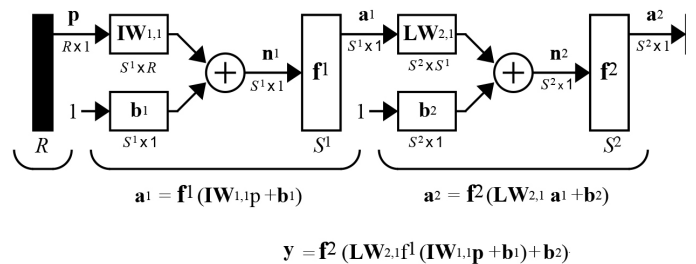 p IW1,1 a1 LW2,1 a2
R x 1 S1 x R n1 S1 x 1 S2 x S1 n2 S2 x 1
+ S1 x 1 f1 + S2 x 1 f2
1 b1 1 b2
R S1 x 1 S1 S2 x 1 S2
a1 = f1 (IW1,1p +b1) a2 = f2 (LW2,1 a1 +b2)
y = f2 (LW2,1f1 (IW1,1p + b1)+ b2)